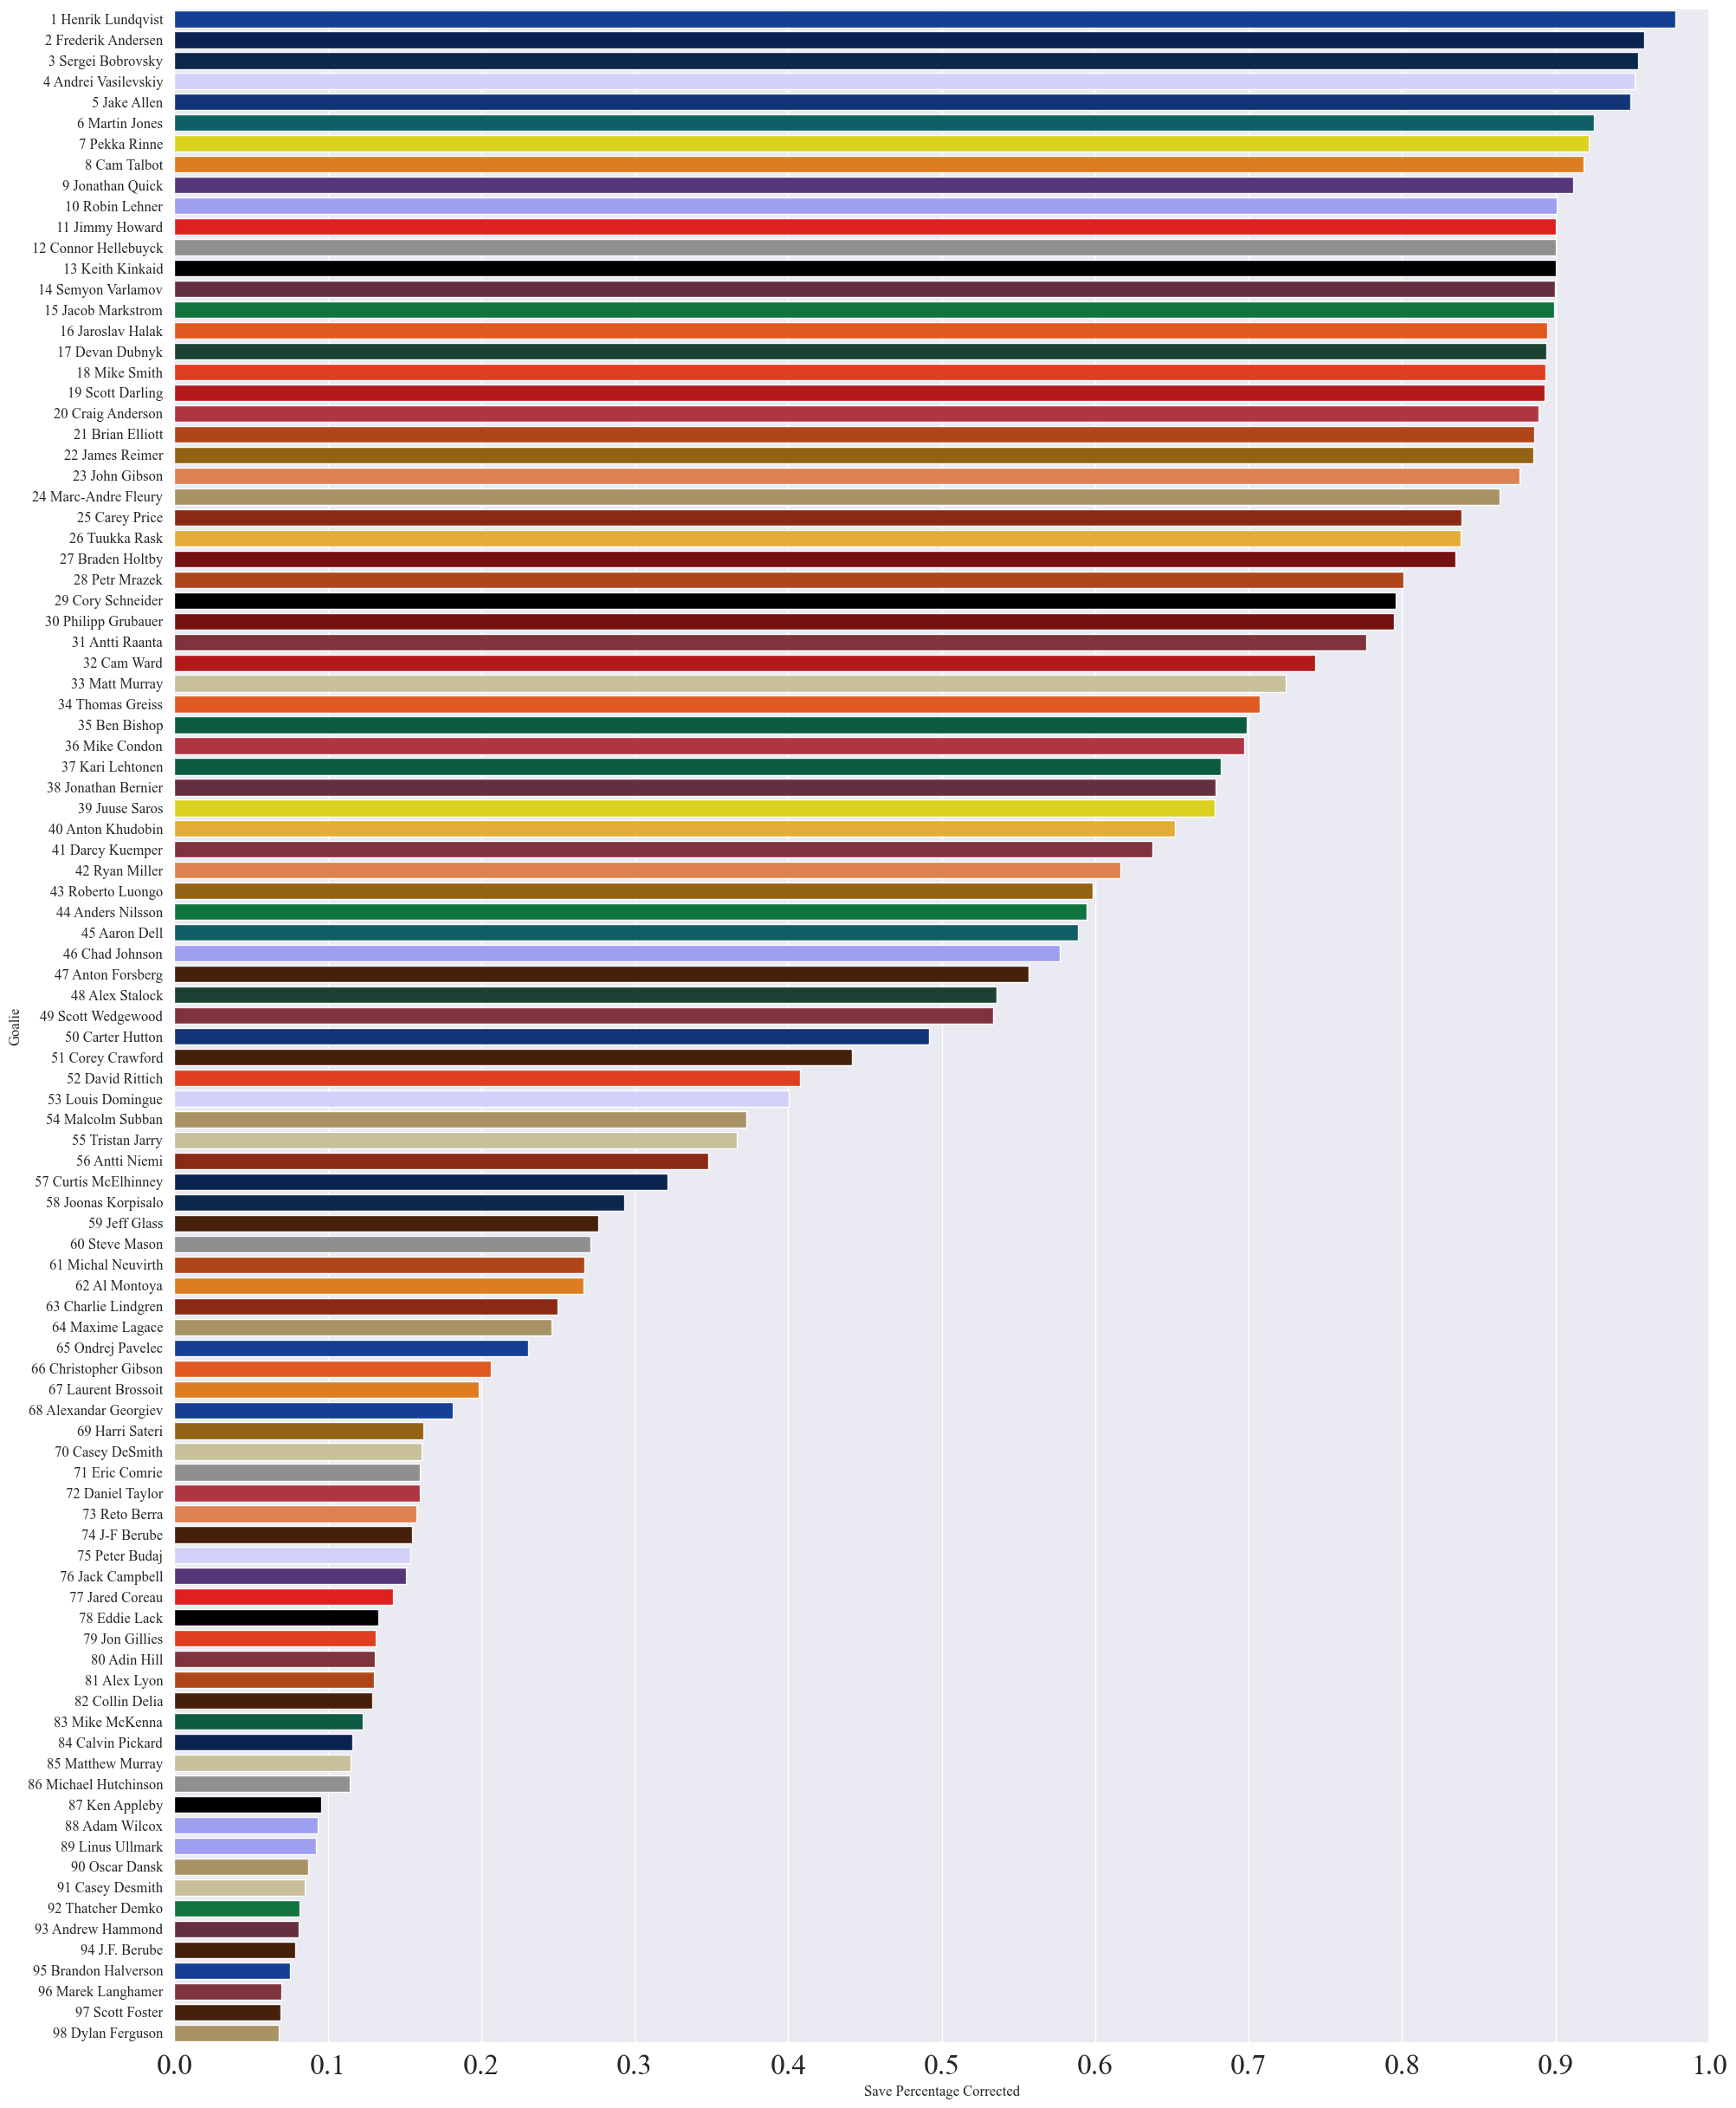 1 Henrik Lundqvist
2 Frederik Andersen
3 Sergei Bobrovsky
4 Andrei Vasilevskiy
5 Jake Allen
6 Martin Jones
7 Pekka Rinne
8 Cam Talbot
9 Jonathan Quick
10 Robin Lehner
11 Jimmy Howard
12 Connor Hellebuyck
13 Keith Kinkaid
14 Semyon Varlamov
15 Jacob Markstrom
16 Jaroslav Halak
17 Devan Dubnyk
18 Mike Smith
19 Scott Darling
20 Craig Anderson
21 Brian Elliott
22 James Reimer
23 John Gibson
24 Marc-Andre Fleury
25 Carey Price
26 Tuukka Rask
27 Braden Holtby
28 Petr Mrazek
29 Cory Schneider
30 Philipp Grubauer
31 Antti Raanta
32 Cam Ward
33 Matt Murray
34 Thomas Greiss
35 Ben Bishop
36 Mike Condon
37 Kari Lehtonen
38 Jonathan Bernier
39 Juuse Saros
40 Anton Khudobin
41 Darcy Kuemper
42 Ryan Miller
43 Roberto Luongo
44 Anders Nilsson
45 Aaron Dell
46 Chad Johnson
47 Anton Forsberg
48 Alex Stalock
49 Scott Wedgewood
50 Carter Hutton
51 Corey Crawford
52 David Rittich
53 Louis Domingue
54 Malcolm Subban
55 Tristan Jarry
56 Antti Niemi
57 Curtis McElhinney
58 Joonas Korpisalo
59 Jeff Glass
60 Steve Mason
61 Michal Neuvirth
62 Al Montoya
63 Charlie Lindgren
64 Maxime Lagace
65 Ondrej Pavelec
66 Christopher Gibson
67 Laurent Brossoit
68 Alexandar Georgiev
69 Harri Sateri
70 Casey DeSmith
71 Eric Comrie
72 Daniel Taylor
73 Reto Berra
74 J-F Berube
75 Peter Budaj
76 Jack Campbell
77 Jared Coreau
78 Eddie Lack
79 Jon Gillies
80 Adin Hill
81 Alex Lyon
82 Collin Delia
83 Mike McKenna
84 Calvin Pickard
85 Matthew Murray
86 Michael Hutchinson
87 Ken Appleby
88 Adam Wilcox
89 Linus Ullmark
90 Oscar Dansk
91 Casey Desmith
92 Thatcher Demko
93 Andrew Hammond
94 J.F. Berube
95 Brandon Halverson
96 Marek Langhamer
97 Scott Foster
98 Dylan Ferguson
Goalie
0.0 0.1 0.2 0.3 0.4 0.5 0.6 0.7 0.8 0.9 1.0
Save Percentage Corrected